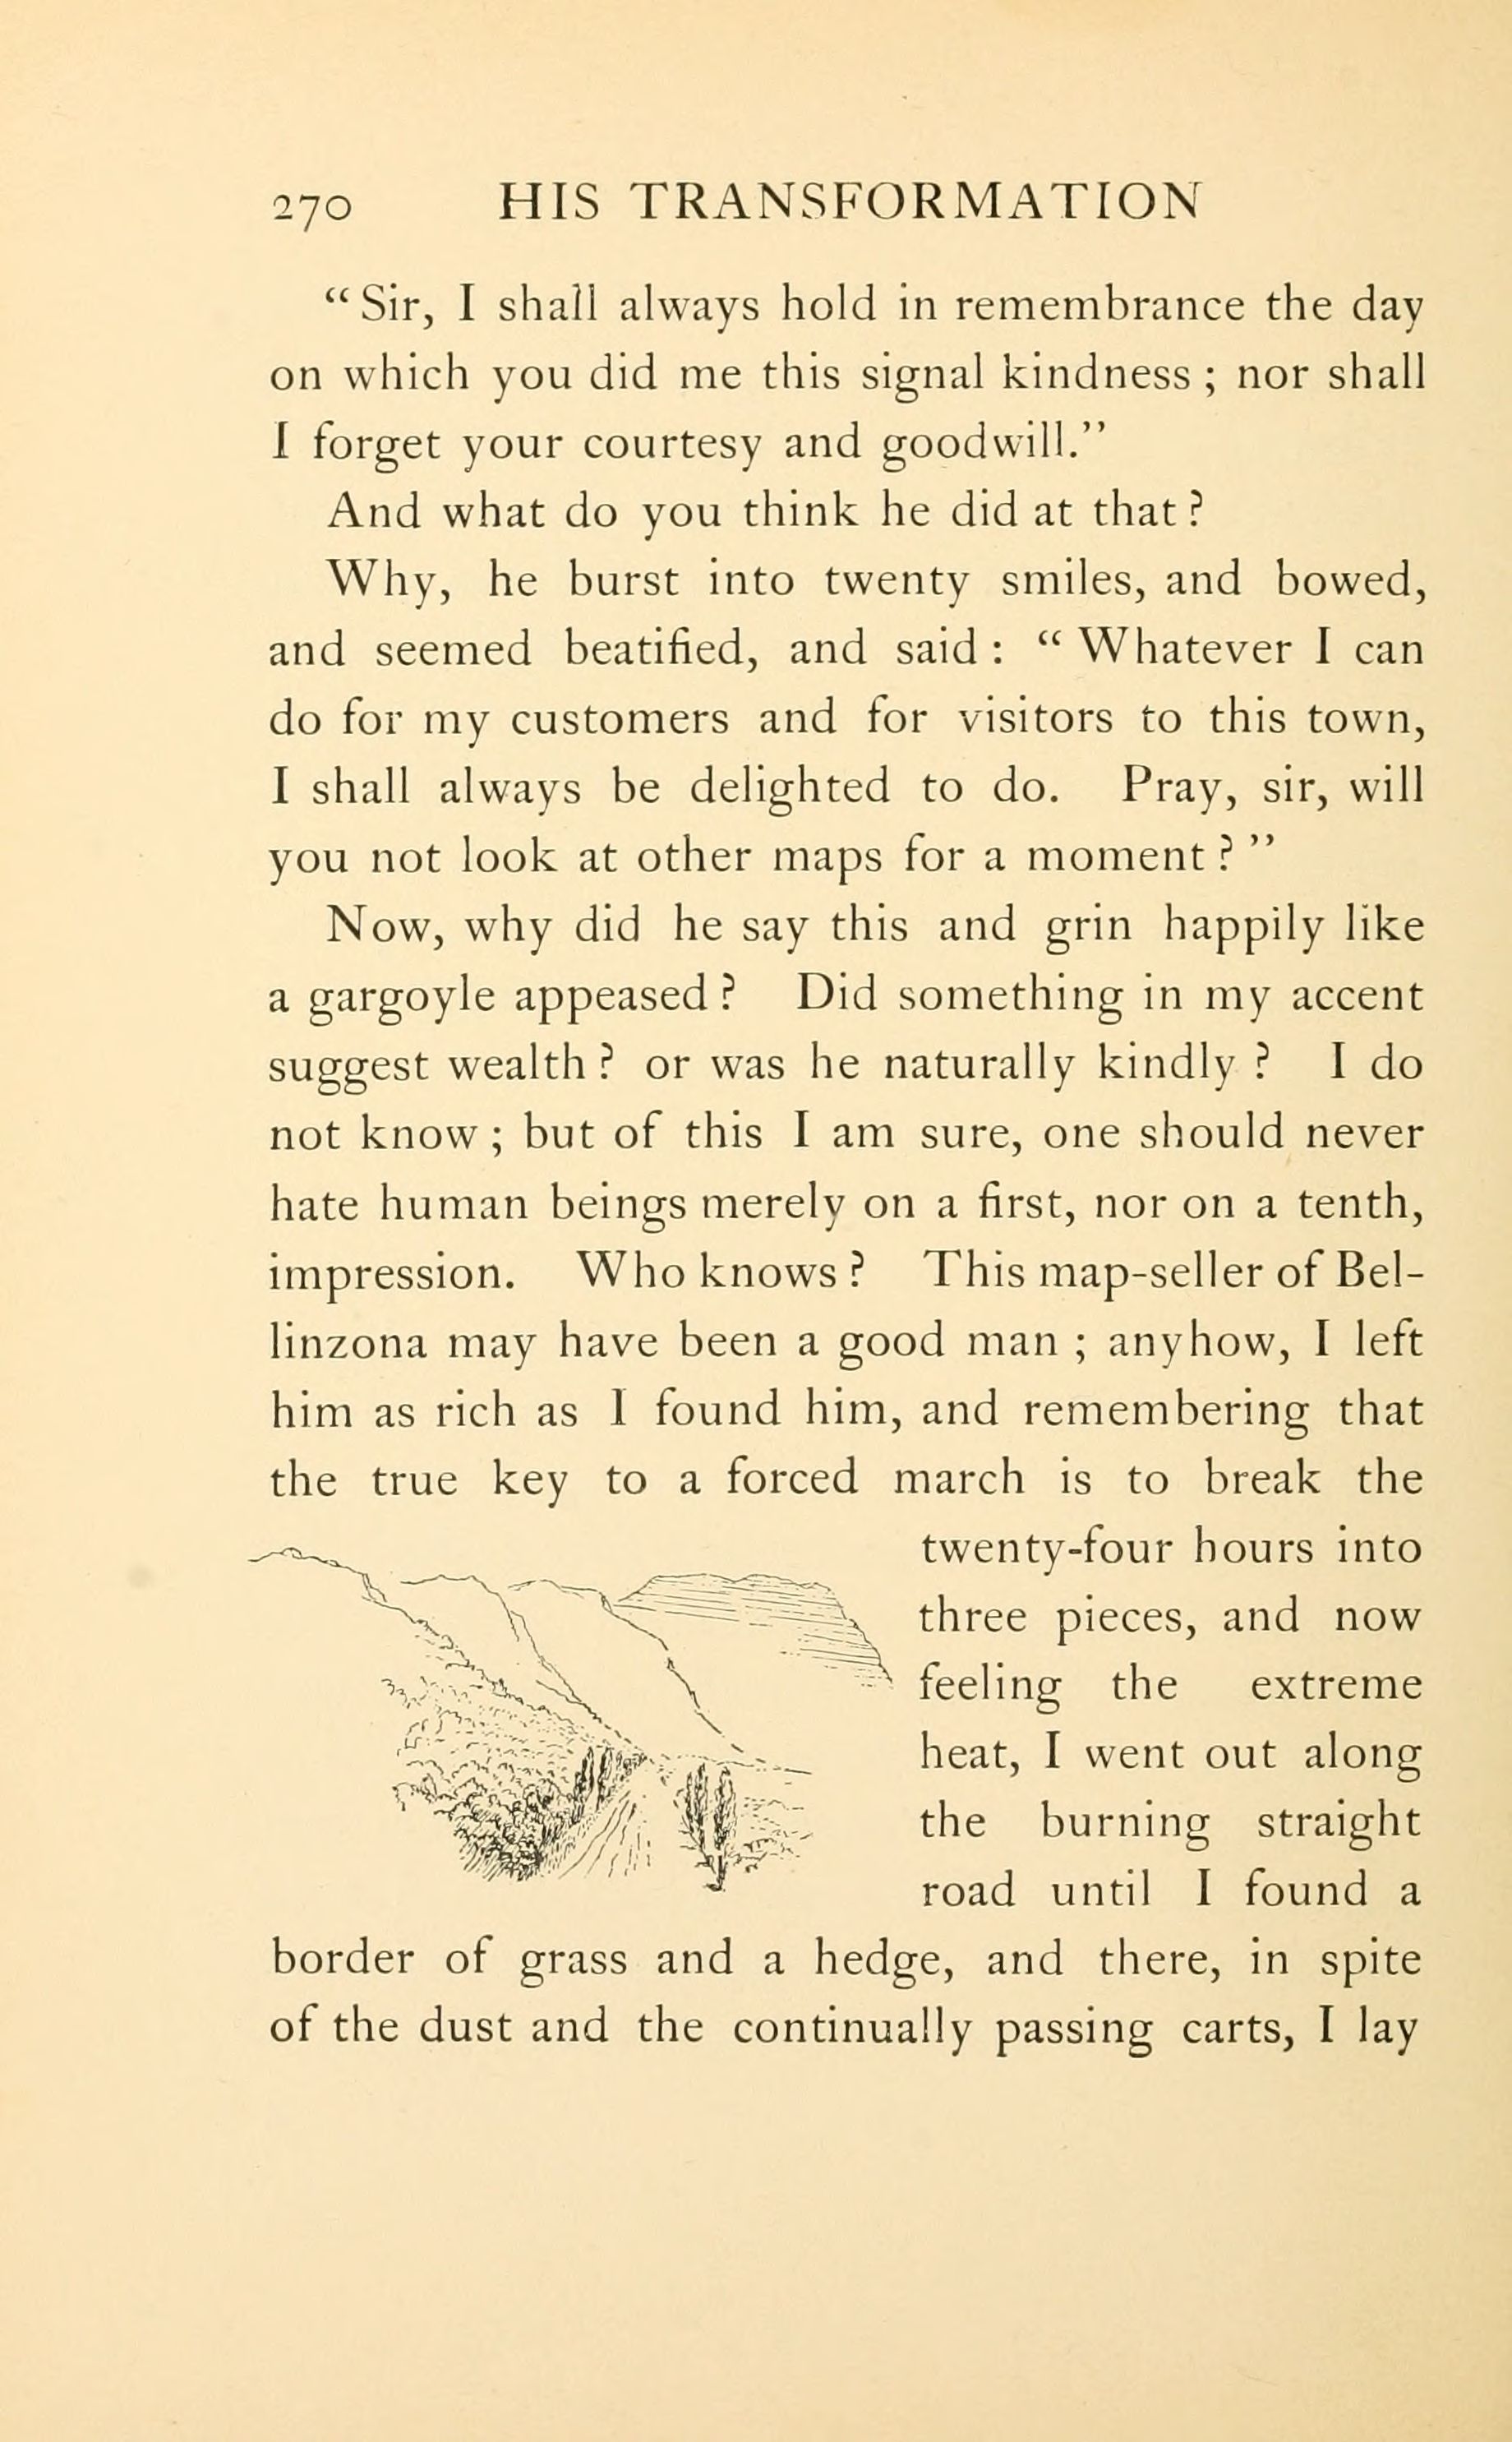 270 HIS TRANSFORMATION
“Sir, I shall always hold in remembrance the day
on which you did me this signal kindness ; nor shall
I forget your courtesy and goodwill.”
And what do you think he did at that ?
Why, he burst into twenty smiles, and bowed,
and seemed beatified, and said : “ Whatever I can
do for my customers and for visitors to this town,
I shall always be delighted to do. Pray, sir, will
you not look at other maps for a moment ? ”
Now, why did he say this and grin happily like
a gargoyle appeased ? Did something in my accent
suggest wealth ? or was he naturally kindly ? I do
not know ; but of this I am sure, one should never
hate human beings merely on a first, nor on a tenth,
impression. Who knows ? This map-seller of Bel-
linzona may have been a good man ; anyhow, I left
him as rich as I found him, and remembering that
the true key to a forced march is to break the
twenty-four hours into
three pieces, and now
feeling the extreme
heat, I went out along
the burning straight
road until I found a
border of grass and a hedge, and there, in spite
of the dust and the continually passing carts, I lay